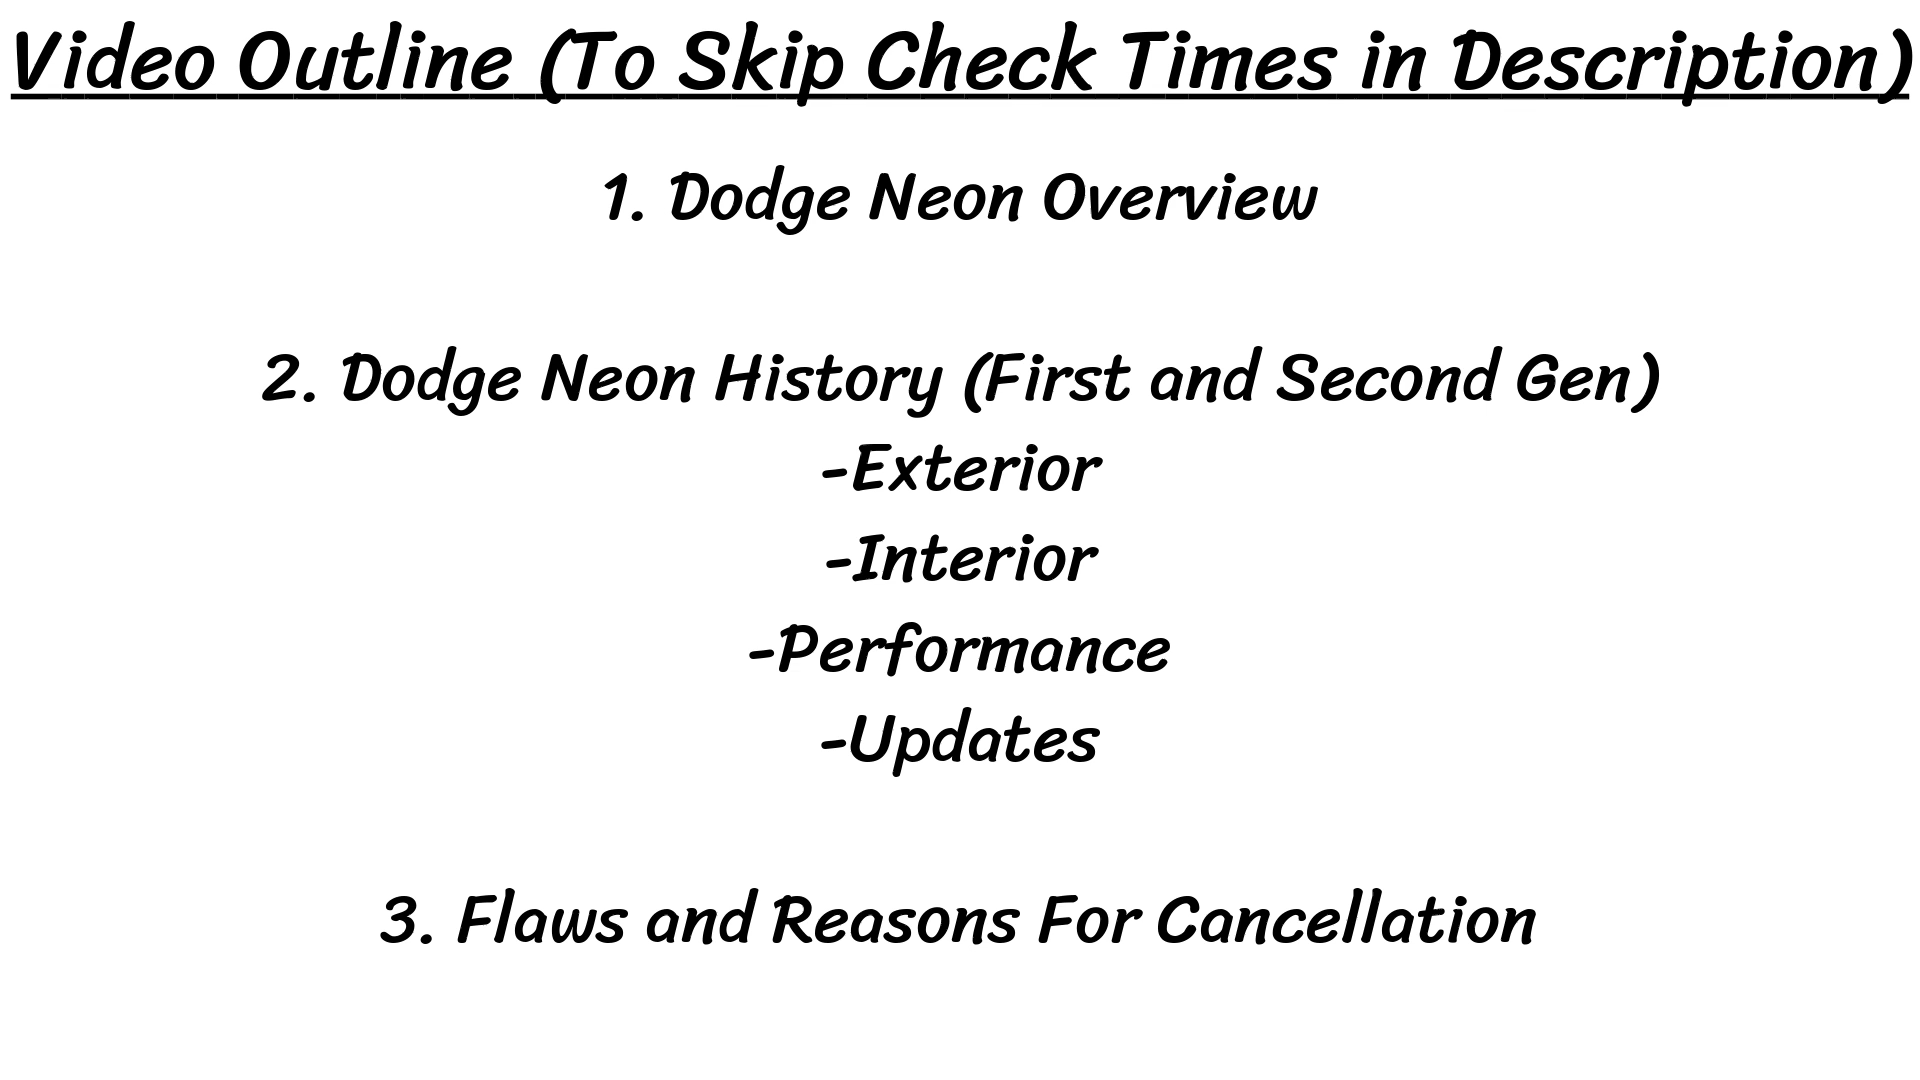 Video Outline (To Skip Check Times in Description)
1. Dodge Neon Overview
2. Dodge Neon History (First and Second Gen)
-Exterior
-Interior
-Performance
-Updates
3. Flaws and Reasons For Cancellation